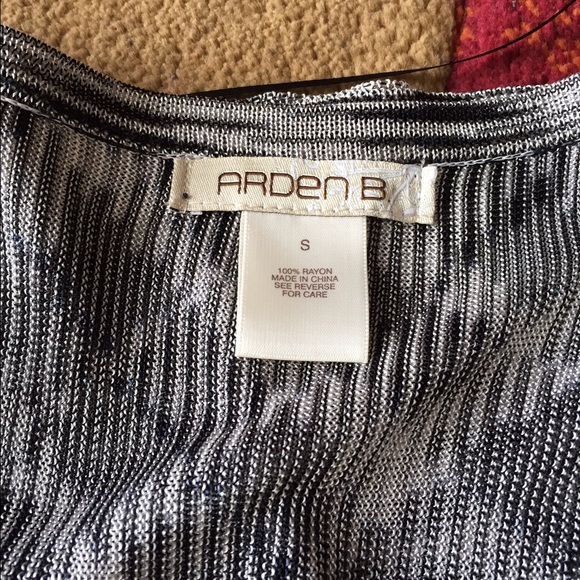 ARDen B.
S
100% RAYON
MADE IN CHINA
SEE REVERSE
FOR CARE